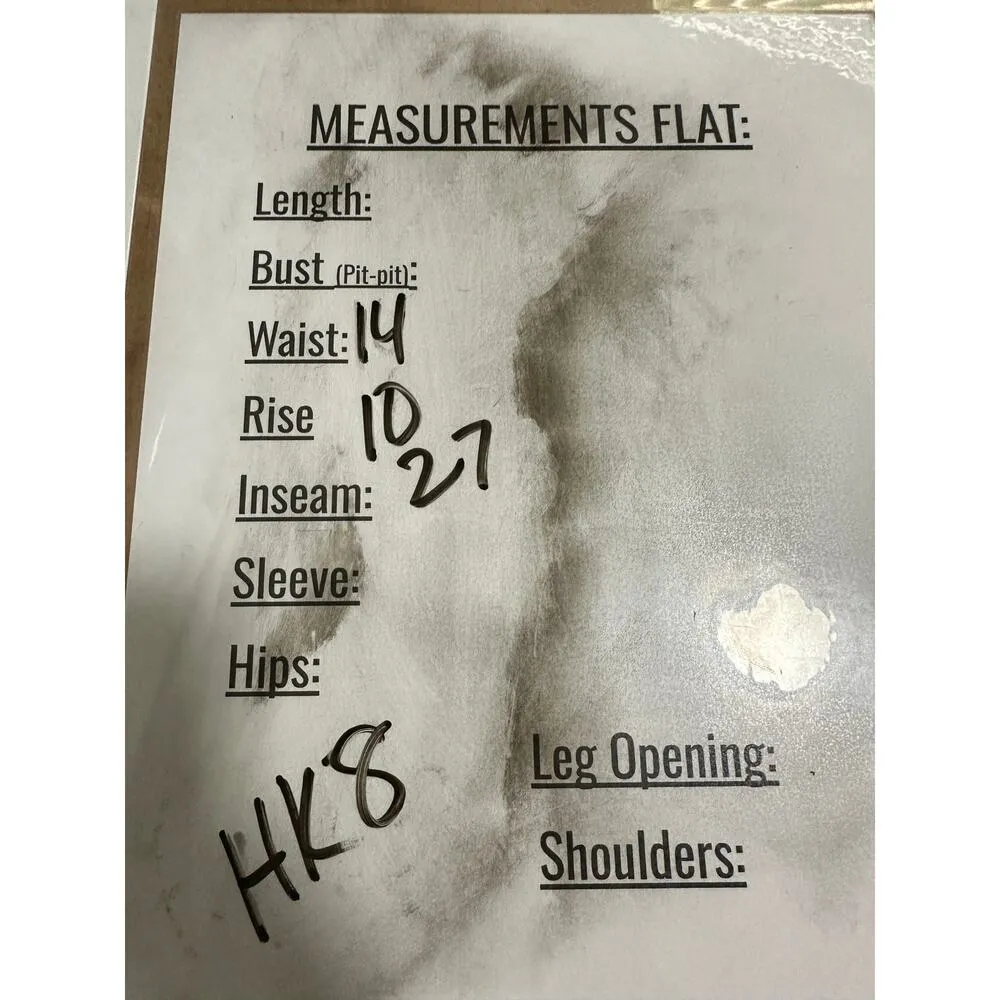 MEASUREMENTS FLAT:
Length:
Bust (Pit-pit):
Waist: 14
Rise 10
Inseam: 27
Sleeve:
Hips:
HK8
Leg Opening:
Shoulders: